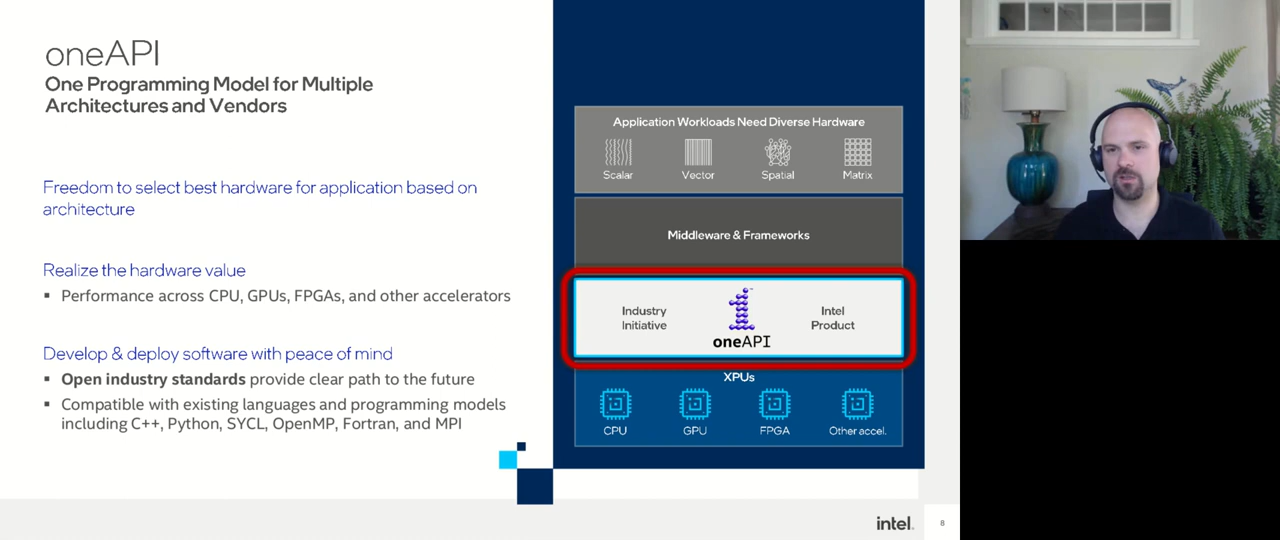 oneAPI
One Programming Model for Multiple
Architectures and Vendors
Freedom to select best hardware for application based on
architecture
Realize the hardware value
▪ Performance across CPU, GPUs, FPGAs, and other accelerators
Develop & deploy software with peace of mind
▪ Open industry standards provide clear path to the future
▪ Compatible with existing languages and programming models
including C++, Python, SYCL, OpenMP, Fortran, and MPI
Application Workloads Need Diverse Hardware
Scalar Vector Spatial Matrix
Middleware & Frameworks
Industry
Initiative
oneAPI
Intel
Product
XPUs
CPU GPU FPGA Other accel.
intel.
8